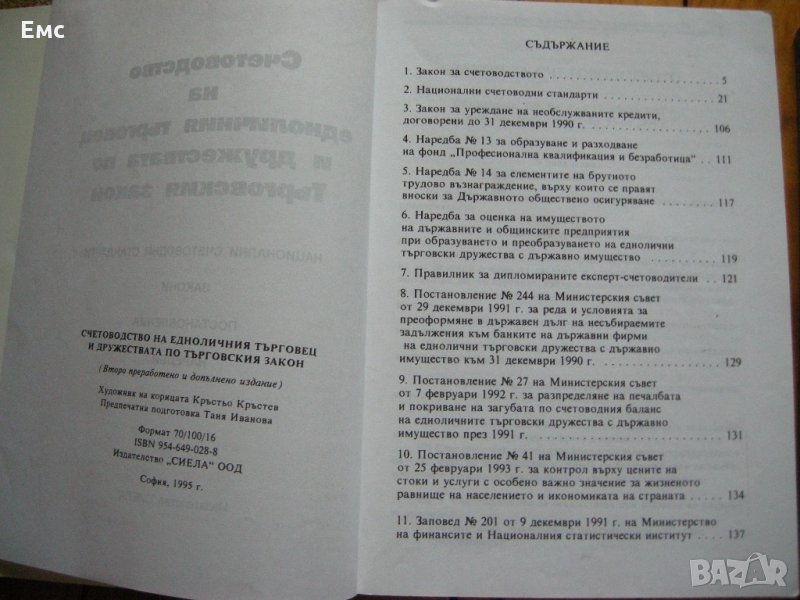 Емс
СЧЕТОВОДСТВО НА ЕДНОЛИЧНИЯ ТЪРГОВЕЦ
И ДРУЖЕСТВАТА ПО ТЪРГОВСКИЯ ЗАКОН
(Второ преработено и допълнено издание)
Художник на корицата Кръстьо Кръстев
Предпечатна подготовка Таня Иванова
Формат 70/100/16
ISBN 954-649-028-8
Издателство „СИЕЛА" ООД
София, 1995 г.
СЪДЪРЖАНИЕ
1. Закон за счетоводството 5
2. Национални счетоводни стандарти 21
3. Закон за уреждане на необслужваните кредити,
договорени до 31 декември 1990 г. 106
4. Наредба № 13 за образуване и разходване
на фонд „Професионална квалификация и безработица" 111
5. Наредба № 14 за елементите на брутното
трудово възнаграждение, върху които се правят
вноски за Държавното обществено осигуряване 117
6. Наредба за оценка на имуществото
на държавните и общинските предприятия
при образуването и преобразуването на еднолични
търговски дружества с държавно имущество 119
7. Правилник за дипломираните експерт-счетоводители 121
8. Постановление № 244 на Министерския съвет
от 29 декември 1991 г. за реда и условията за
преоформяне в държавен дълг на несъбираемите
задължения към банките на държавни фирми
на еднолични търговски дружества с държавно
имущество към 31 декември 1990 г. 129
9. Постановление № 27 на Министерския съвет
от 7 февруари 1992 г. за разпределяне на печалбата
и покриване на загубата по счетоводния баланс
на едноличните търговски дружества с държавно
имущество през 1991 г. 131
10. Постановление № 41 на Министерския съвет
от 25 февруари 1993 г. за контрол върху цените на
стоки и услуги с особено важно значение за жизненото
равнище на населението и икономиката на страната 134
11. Заповед № 201 от 9 декември 1991 г. на Министерство
на финансите и Националния статистически институт 137
BAZAR